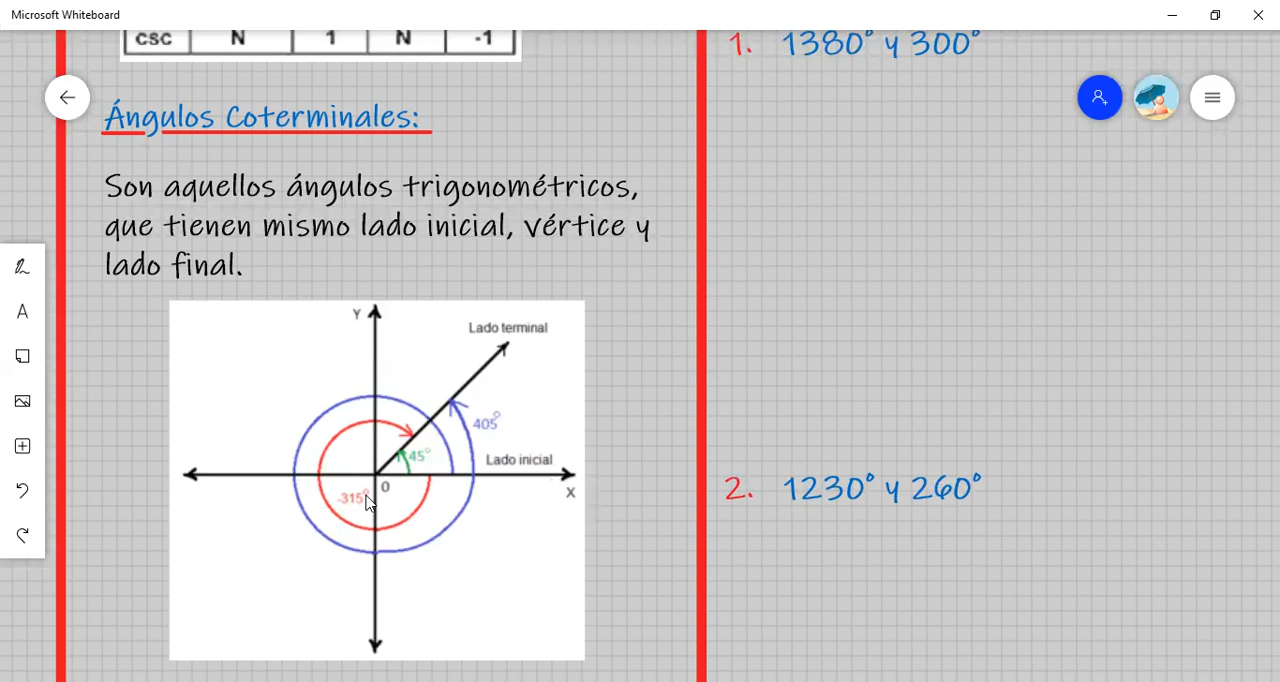 Microsoft Whiteboard
CSC N 1 N -1
Ángulos Coterminales:
Son aquellos ángulos trigonométricos,
que tienen mismo lado inicial, vértice y
lado final.
Y
Lado terminal
405°
45°
Lado inicial
-315°
0
X
1. 1380° y 300°
2. 1230° y 260°
A